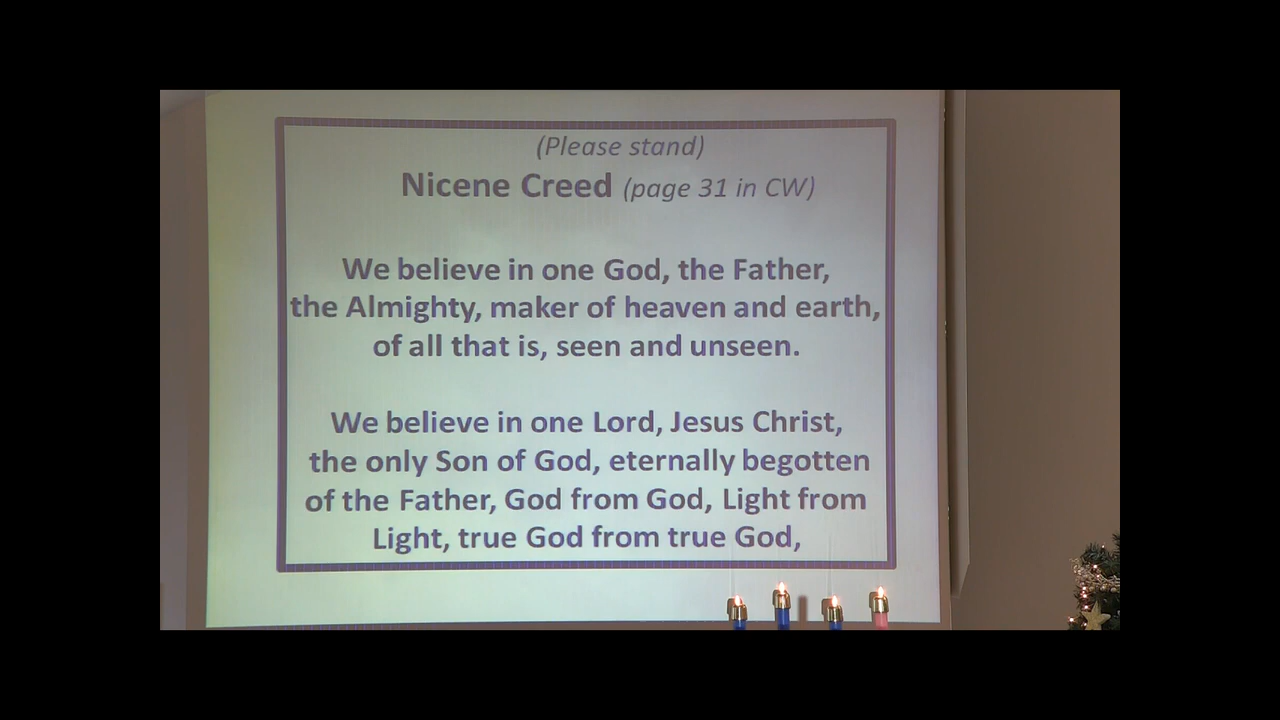 (Please stand)
Nicene Creed (page 31 in CW)
We believe in one God, the Father,
the Almighty, maker of heaven and earth,
of all that is, seen and unseen.
We believe in one Lord, Jesus Christ,
the only Son of God, eternally begotten
of the Father, God from God, Light from
Light, true God from true God,